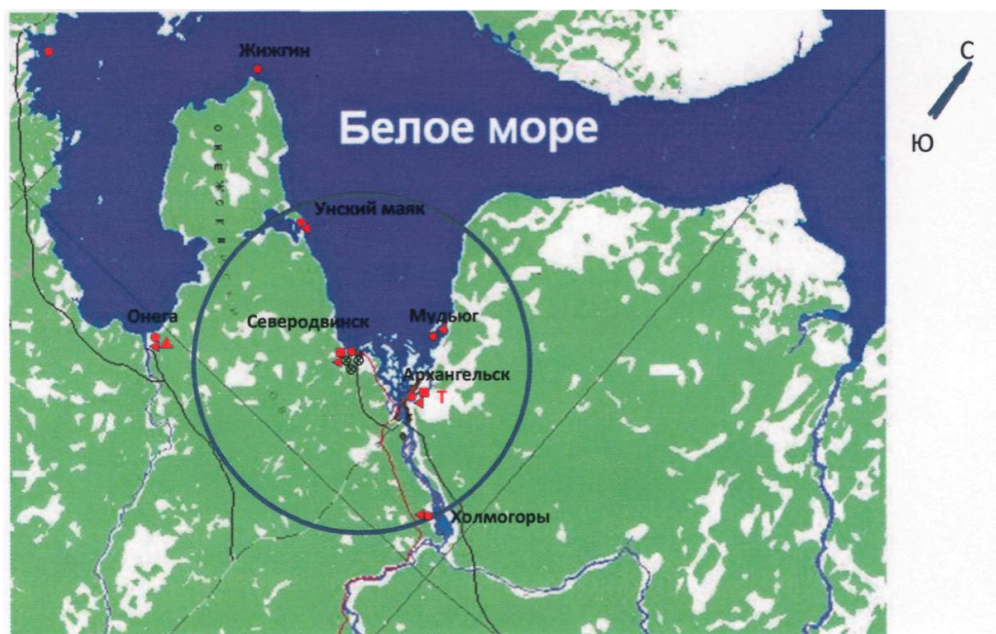 Жижгин
С
Белое море
Ю
Унский маяк
Онега
Северодвинск
Мудьюг
Архангельск
Т
Холмогоры